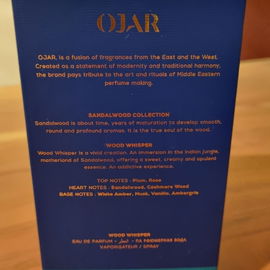 OJAR
OJAR, is a fusion of fragrances from the East and the West.
Created as a statement of modernity and traditional harmony,
the brand pays tribute to the art and rituals of Middle Eastern
perfume making.
SANDALWOOD COLLECTION
Sandalwood is about time, years of maturation to develop smooth,
round and profound aromas. It is the true soul of the wood.
WOOD WHISPER
Wood Whisper is a vivid creation. An immersion in the Indian jungle,
motherland of Sandalwood, offering a sweet, creamy and opulent
essence. An addictive experience.
TOP NOTES : Plum, Rose
HEART NOTES : Sandalwood, Cashmere Wood
BASE NOTES : White Amber, Musk, Vanilla, Ambergris
WOOD WHISPER
EAU DE PARFUM -
VAPORISATEUR / SPRAY